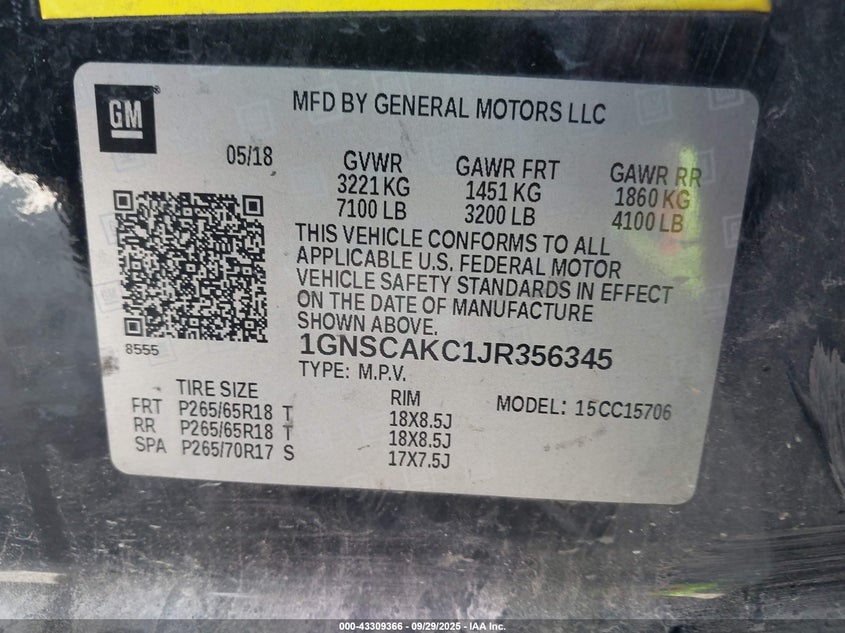 GM
MFD BY GENERAL MOTORS LLC
05/18
GVWR GAWR FRT GAWR RR
3221 KG 1451 KG 1860 KG
7100 LB 3200 LB 4100 LB
THIS VEHICLE CONFORMS TO ALL
APPLICABLE U.S. FEDERAL MOTOR
VEHICLE SAFETY STANDARDS IN EFFECT
ON THE DATE OF MANUFACTURE
SHOWN ABOVE.
8555
1GNSCAKC1JR356345
TYPE: M.P.V.
TIRE SIZE RIM MODEL: 15CC15706
FRT P265/65R18 T 18X8.5J
RR P265/65R18 T 18X8.5J
SPA P265/70R17 S 17X7.5J
000-43309366 - 09/29/2025 - IAA Inc.